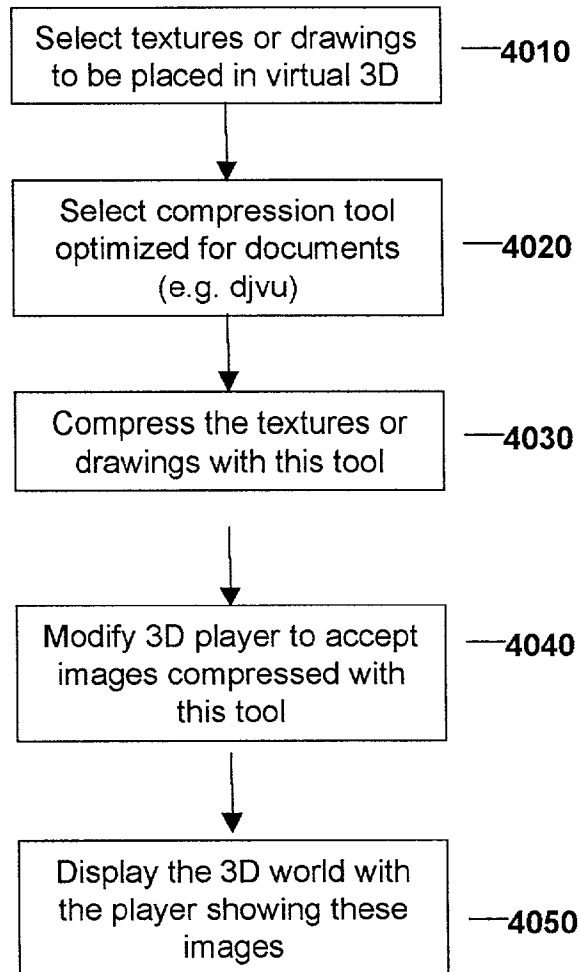 Select textures or drawings
to be placed in virtual 3D
4010
Select compression tool
optimized for documents
(e.g. djvu)
4020
Compress the textures or
drawings with this tool
4030
Modify 3D player to accept
images compressed with
this tool
4040
Display the 3D world with
the player showing these
images
4050